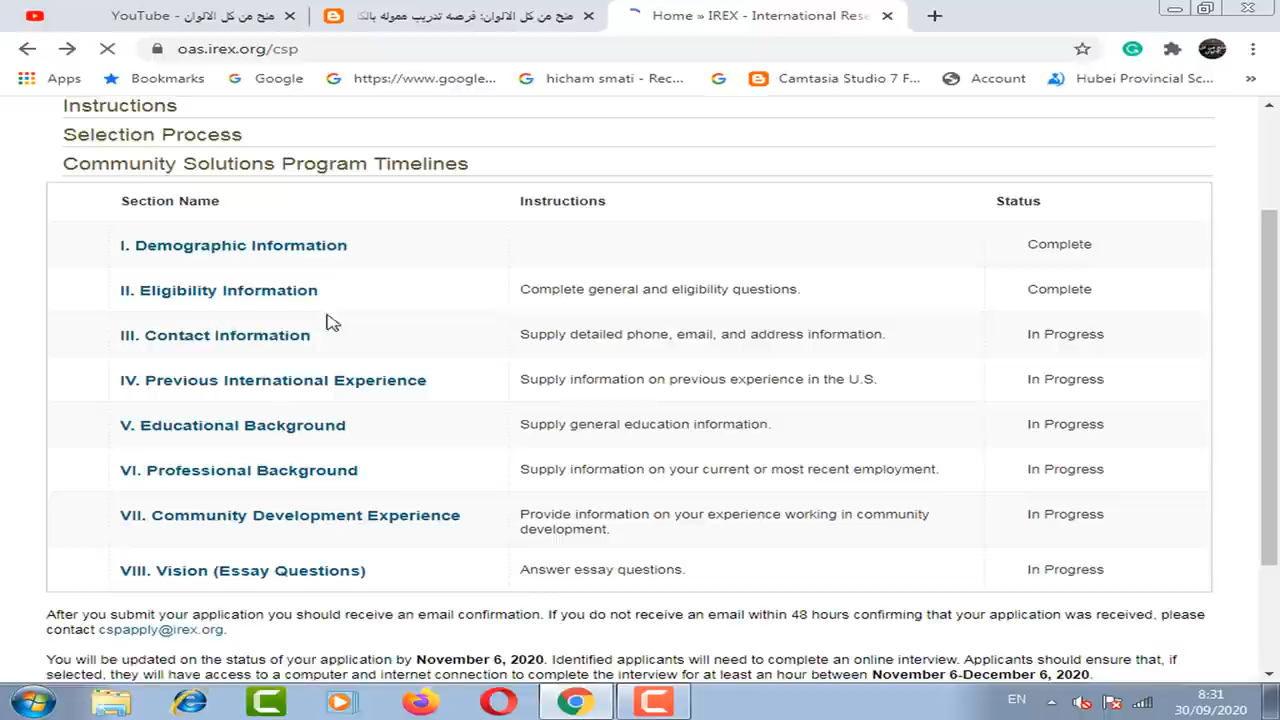 YouTube - منح من كل الالوان
منح من كل الالوان: فرصة تدريب ممولة بالكا
Home » IREX - International Rese
oas.irex.org/csp
Apps
Bookmarks
Google
https://www.google...
hicham smati - Rec...
Camtasia Studio 7 F...
Account
Hubei Provincial Sc...
»
Instructions
Selection Process
Community Solutions Program Timelines
Section Name Instructions Status
I. Demographic Information Complete
II. Eligibility Information Complete general and eligibility questions. Complete
III. Contact Information Supply detailed phone, email, and address information. In Progress
IV. Previous International Experience Supply information on previous experience in the U.S. In Progress
V. Educational Background Supply general education information. In Progress
VI. Professional Background Supply information on your current or most recent employment. In Progress
VII. Community Development Experience Provide information on your experience working in community In Progress
development.
VIII. Vision (Essay Questions) Answer essay questions. In Progress
After you submit your application you should receive an email confirmation. If you do not receive an email within 48 hours confirming that your application was received, please
contact cspapply@irex.org.
You will be updated on the status of your application by November 6, 2020. Identified applicants will need to complete an online interview. Applicants should ensure that, if
selected, they will have access to a computer and internet connection to complete the interview for at least an hour between November 6-December 6, 2020.
EN
8:31
30/09/2020